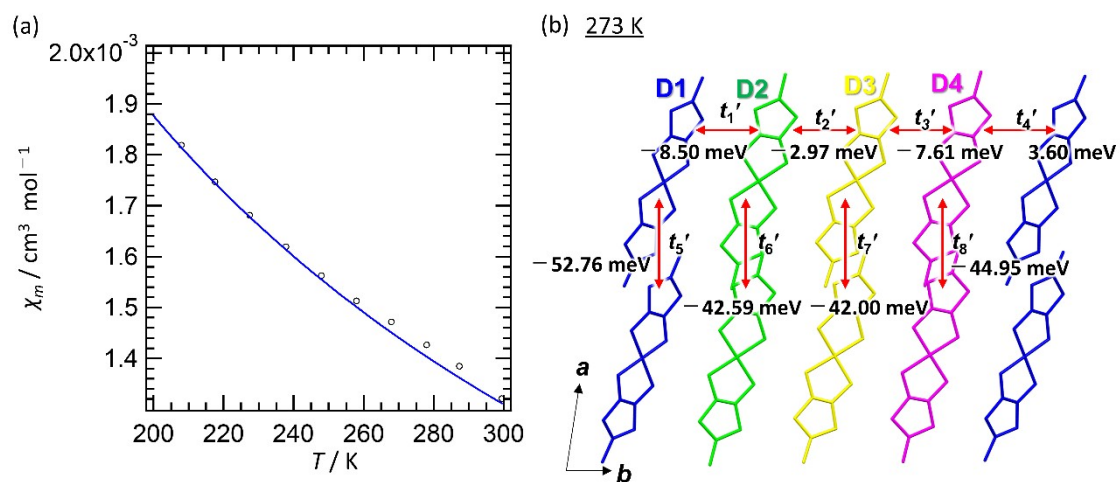 (a)
2.0x10⁻³
1.9
1.8
1.7
1.6
1.5
1.4
χₘ / cm³ mol⁻¹
200
220
240
260
280
300
T / K
(b) 273 K
D1 D2 D3 D4
t₁′ t₂′ t₃′ t₄′
−8.50 meV −2.97 meV −7.61 meV 3.60 meV
t₅′ t₆′ t₇′ t₈′
−52.76 meV −44.95 meV
−42.59 meV −42.00 meV
a
b